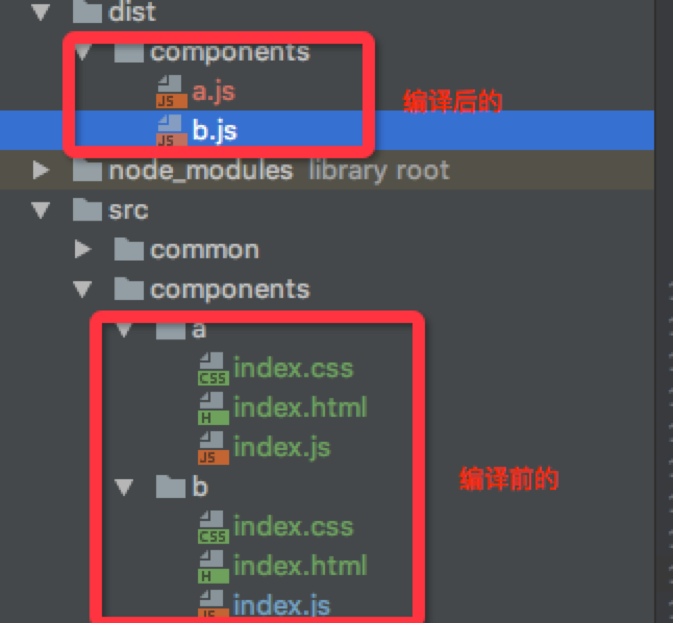 dist
components
JS a.js
编译后的
JS b.js
node_modules library root
src
common
components
a
CSS index.css
H index.html
JS index.js
编译前的
b
CSS index.css
H index.html
JS index.js